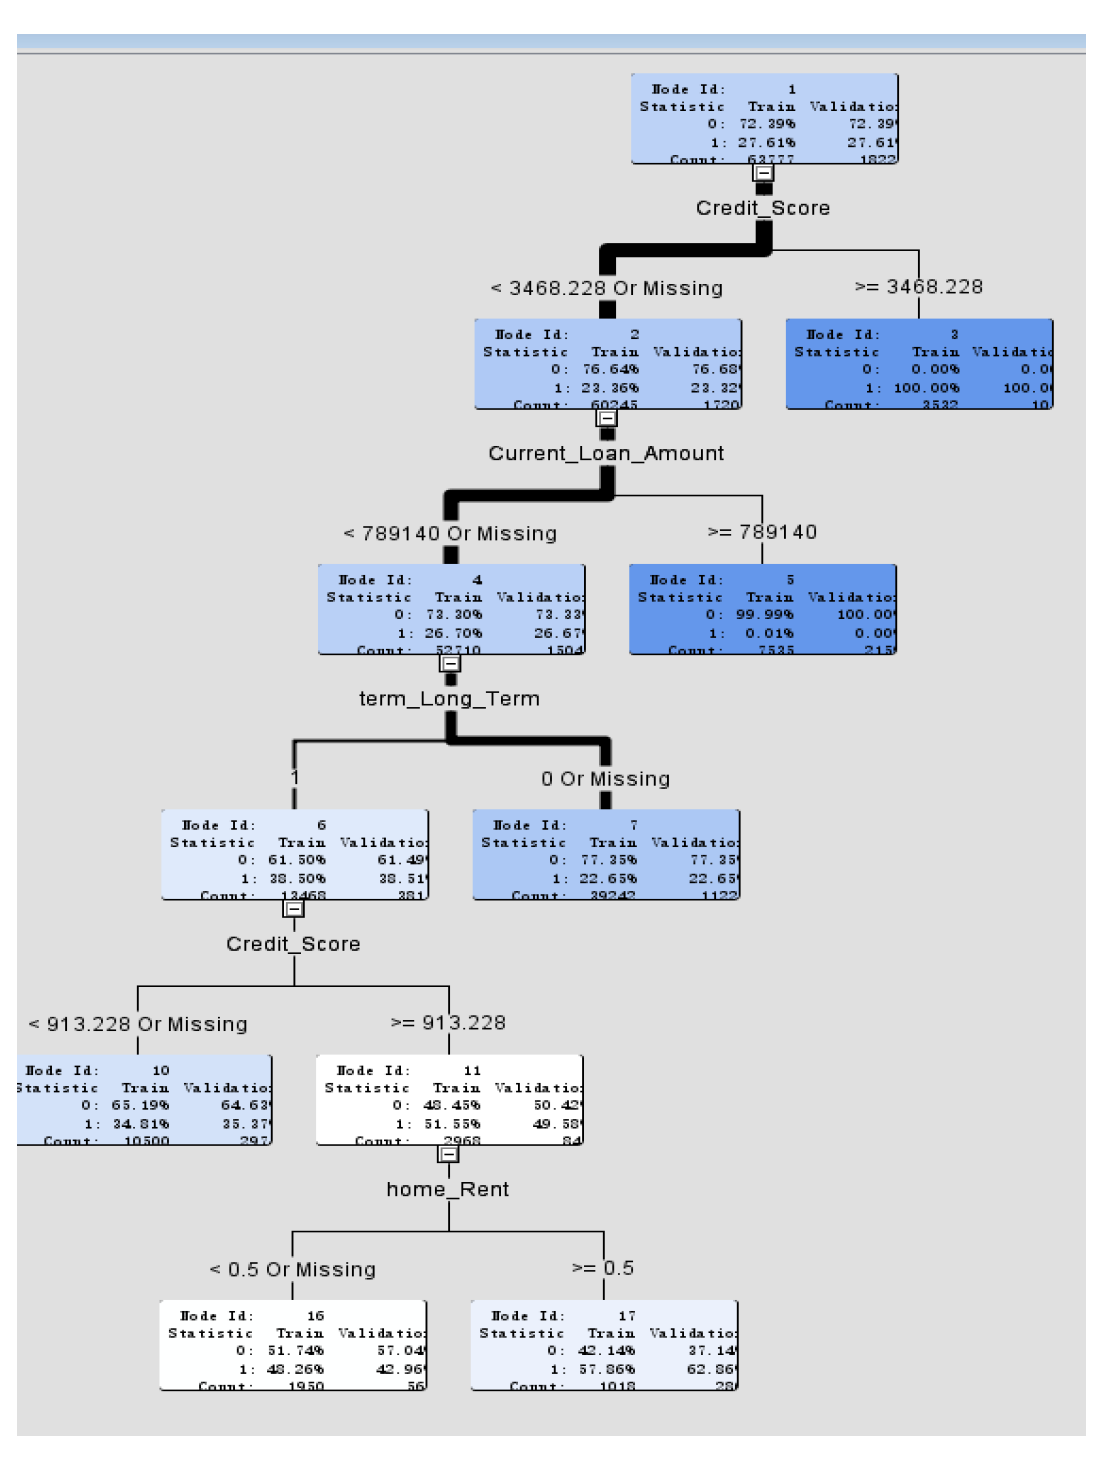 Node Id: 1
Statistic Train Validatio
0: 72.39% 72.39
1: 27.61% 27.61
Count: 63777 1822
Credit_Score
< 3468.228 Or Missing >= 3468.228
Node Id: 2 Node Id: 3
Statistic Train Validatio Statistic Train Validatio
0: 76.64% 76.68 0: 0.00% 0.0
1: 23.36% 23.32 1: 100.00% 100.0
Count: 60245 1720 Count: 3532 10
Current_Loan_Amount
< 789140 Or Missing >= 789140
Node Id: 4 Node Id: 5
Statistic Train Validatio Statistic Train Validatio
0: 73.30% 73.33 0: 99.99% 100.00
1: 26.70% 26.67 1: 0.01% 0.00
Count: 52710 1504 Count: 7535 215
term_Long_Term
1 0 Or Missing
Node Id: 6 Node Id: 7
Statistic Train Validatio Statistic Train Validatio
0: 61.50% 61.49 0: 77.35% 77.35
1: 38.50% 38.51 1: 22.65% 22.65
Count: 13468 381 Count: 39242 1122
Credit_Score
< 913.228 Or Missing >= 913.228
Node Id: 10 Node Id: 11
Statistic Train Validatio Statistic Train Validatio
0: 65.19% 64.63 0: 48.45% 50.42
1: 34.81% 35.37 1: 51.55% 49.58
Count: 10500 297 Count: 2968 84
home_Rent
< 0.5 Or Missing >= 0.5
Node Id: 16 Node Id: 17
Statistic Train Validatio Statistic Train Validatio
0: 51.74% 57.04 0: 42.14% 37.14
1: 48.26% 42.96 1: 57.86% 62.86
Count: 1950 56 Count: 1018 28